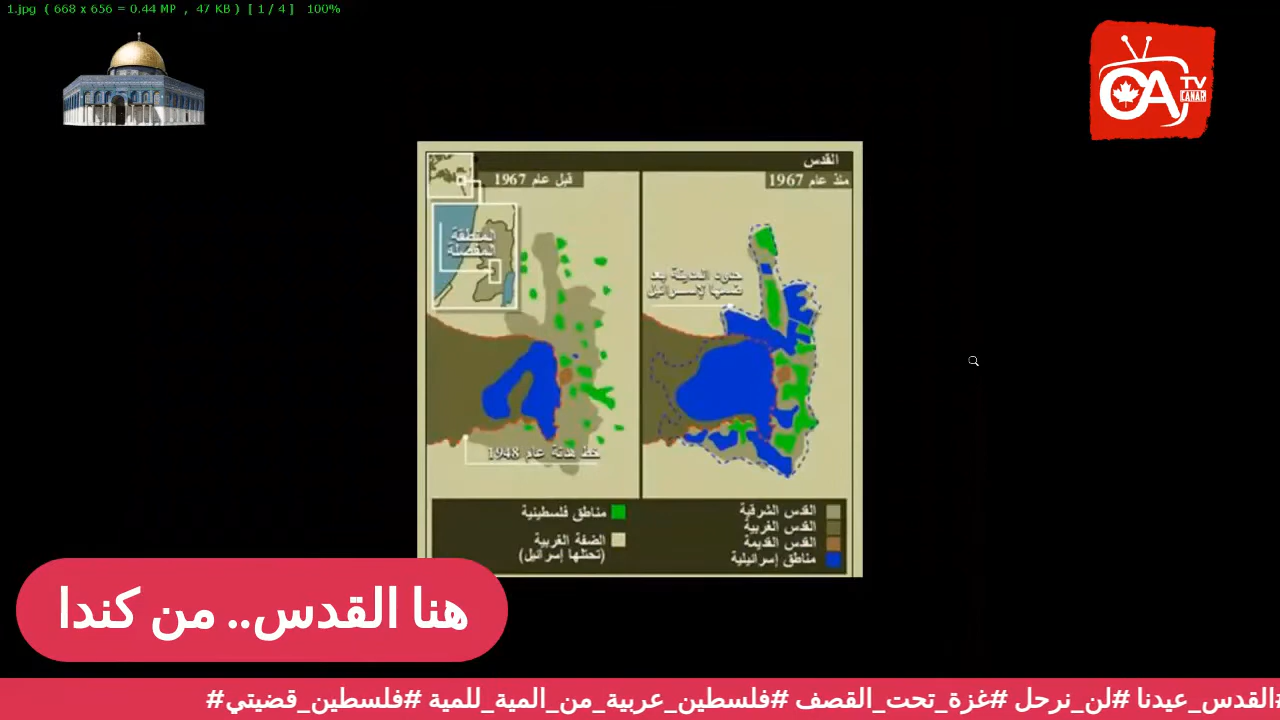 1.jpg ( 668 x 656 = 0.44 MP , 47 KB ) [ 1 / 4 ] 100%
CA TV
CANAR
القدس
منذ عام 1967
قبل عام 1967
المنطقة
المفصلة
حدود المدينة بعد
ضمها لإسرائيل
خط هدنة عام 1948
القدس الشرقية
القدس الغربية
القدس القديمة
مناطق إسرائيلية
مناطق فلسطينية
الضفة الغربية
(تحتلها إسرائيل)
هنا القدس.. من كندا
القدس_عيدنا #لن_نرحل #غزة_تحت_القصف #فلسطين_عربية_من_المية_للمية #فلسطين_قضيتي#